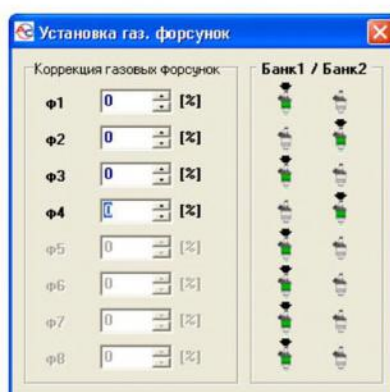 Установка газ. форсунок
Коррекция газовых форсунок
Банк1 / Банк2
ф1 0 [%]
ф2 0 [%]
ф3 0 [%]
ф4 0 [%]
ф5 0 [%]
ф6 0 [%]
ф7 0 [%]
ф8 0 [%]